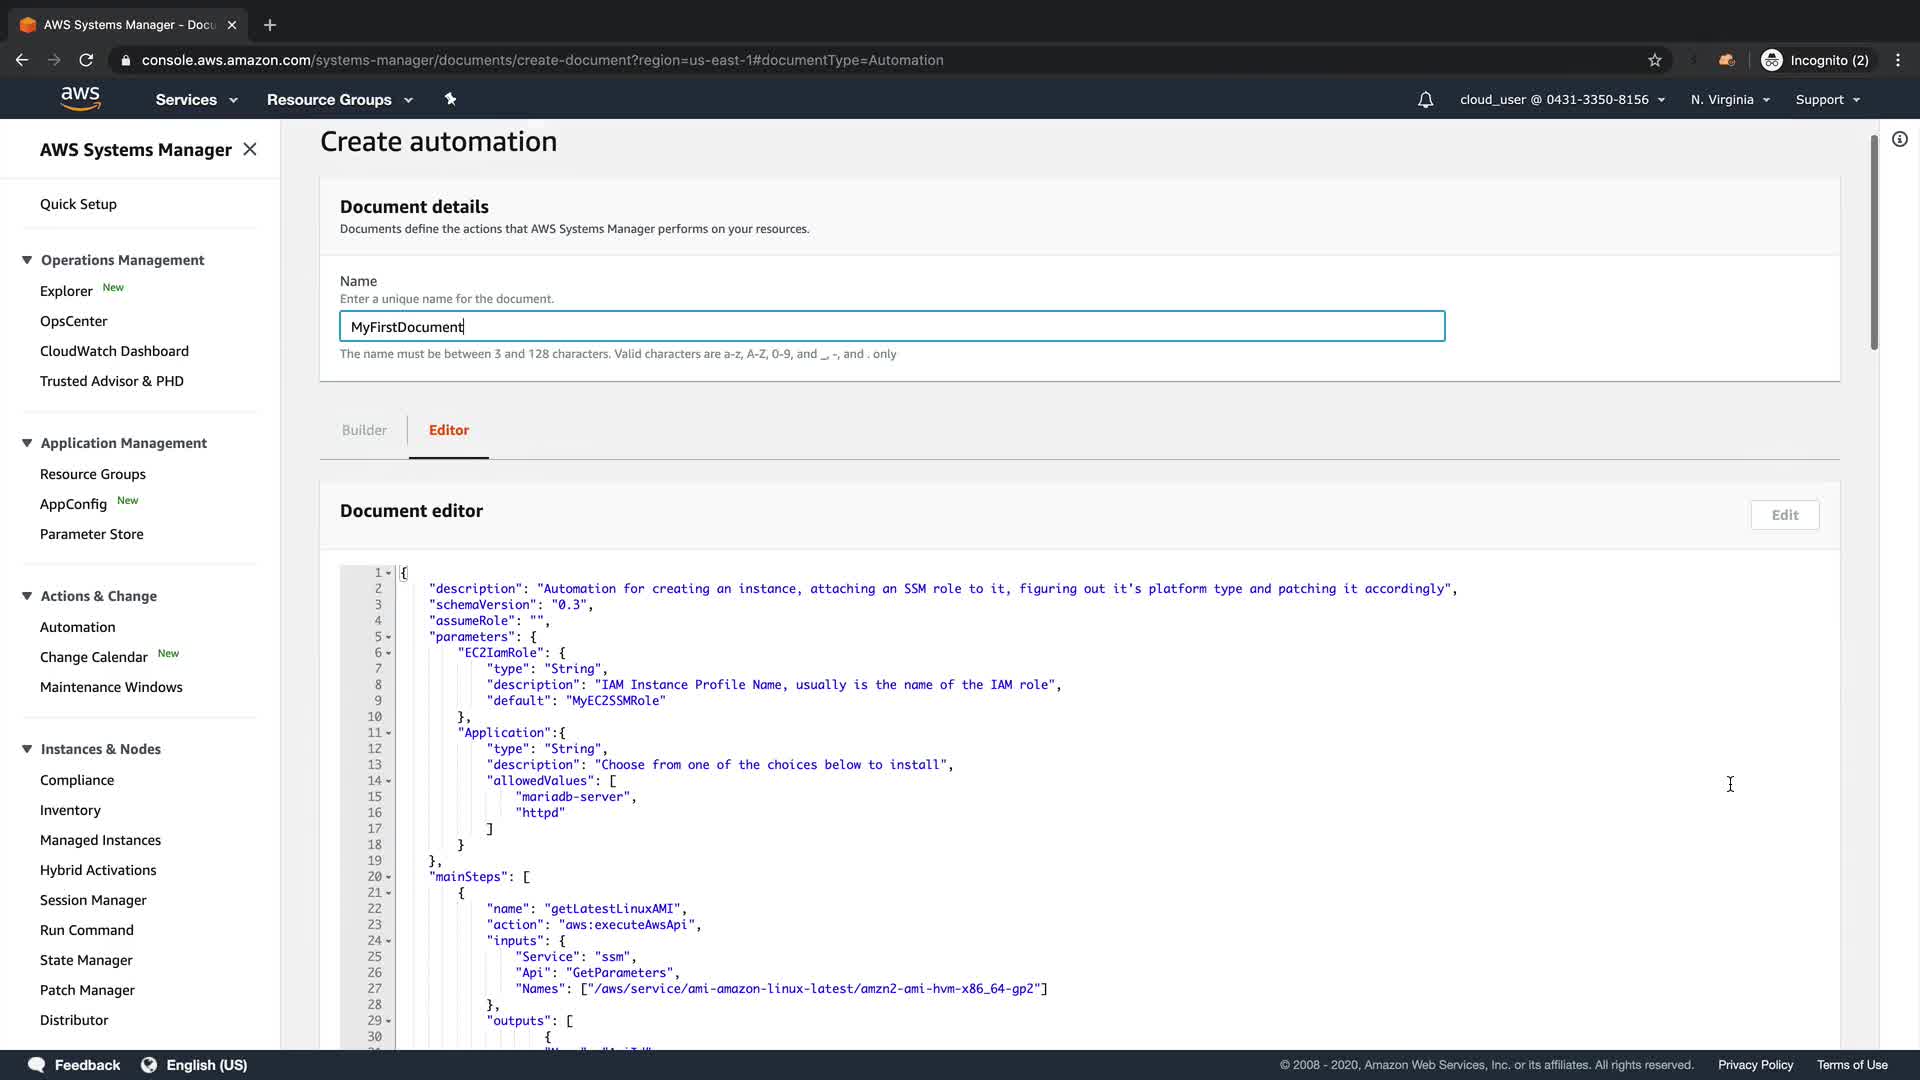 AWS Systems Manager - Docu
console.aws.amazon.com/systems-manager/documents/create-document?region=us-east-1#documentType=Automation
Incognito (2)
aws
Services
Resource Groups
cloud_user @ 0431-3350-8156
N. Virginia
Support
AWS Systems Manager
Quick Setup
Operations Management
Explorer New
OpsCenter
CloudWatch Dashboard
Trusted Advisor & PHD
Application Management
Resource Groups
AppConfig New
Parameter Store
Actions & Change
Automation
Change Calendar New
Maintenance Windows
Instances & Nodes
Compliance
Inventory
Managed Instances
Hybrid Activations
Session Manager
Run Command
State Manager
Patch Manager
Distributor
Create automation
Document details
Documents define the actions that AWS Systems Manager performs on your resources.
Name
Enter a unique name for the document.
MyFirstDocument
The name must be between 3 and 128 characters. Valid characters are a-z, A-Z, 0-9, and _, -, and . only
Builder
Editor
Document editor
Edit
1 {
2 "description": "Automation for creating an instance, attaching an SSM role to it, figuring out it's platform type and patching it accordingly",
3 "schemaVersion": "0.3",
4 "assumeRole": "",
5 "parameters": {
6 "EC2IamRole": {
7 "type": "String",
8 "description": "IAM Instance Profile Name, usually is the name of the IAM role",
9 "default": "MyEC2SSMRole"
10 },
11 "Application":{
12 "type": "String",
13 "description": "Choose from one of the choices below to install",
14 "allowedValues": [
15 "mariadb-server",
16 "httpd"
17 ]
18 }
19 },
20 "mainSteps": [
21 {
22 "name": "getLatestLinuxAMI",
23 "action": "aws:executeAwsApi",
24 "inputs": {
25 "Service": "ssm",
26 "Api": "GetParameters",
27 "Names": ["/aws/service/ami-amazon-linux-latest/amzn2-ami-hvm-x86_64-gp2"]
28 },
29 "outputs": [
30 {
Feedback
English (US)
© 2008 - 2020, Amazon Web Services, Inc. or its affiliates. All rights reserved.
Privacy Policy
Terms of Use